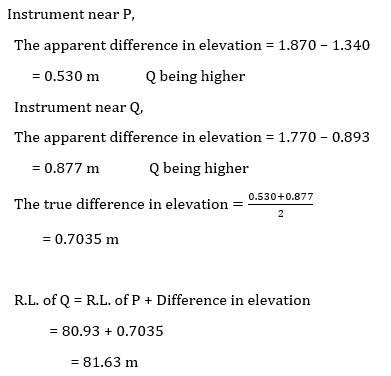 Instrument near P,
The apparent difference in elevation = 1.870 – 1.340
= 0.530 m Q being higher
Instrument near Q,
The apparent difference in elevation = 1.770 – 0.893
= 0.877 m Q being higher
The true difference in elevation = \frac{0.530+0.877}{2}
= 0.7035 m
R.L. of Q = R.L. of P + Difference in elevation
= 80.93 + 0.7035
= 81.63 m